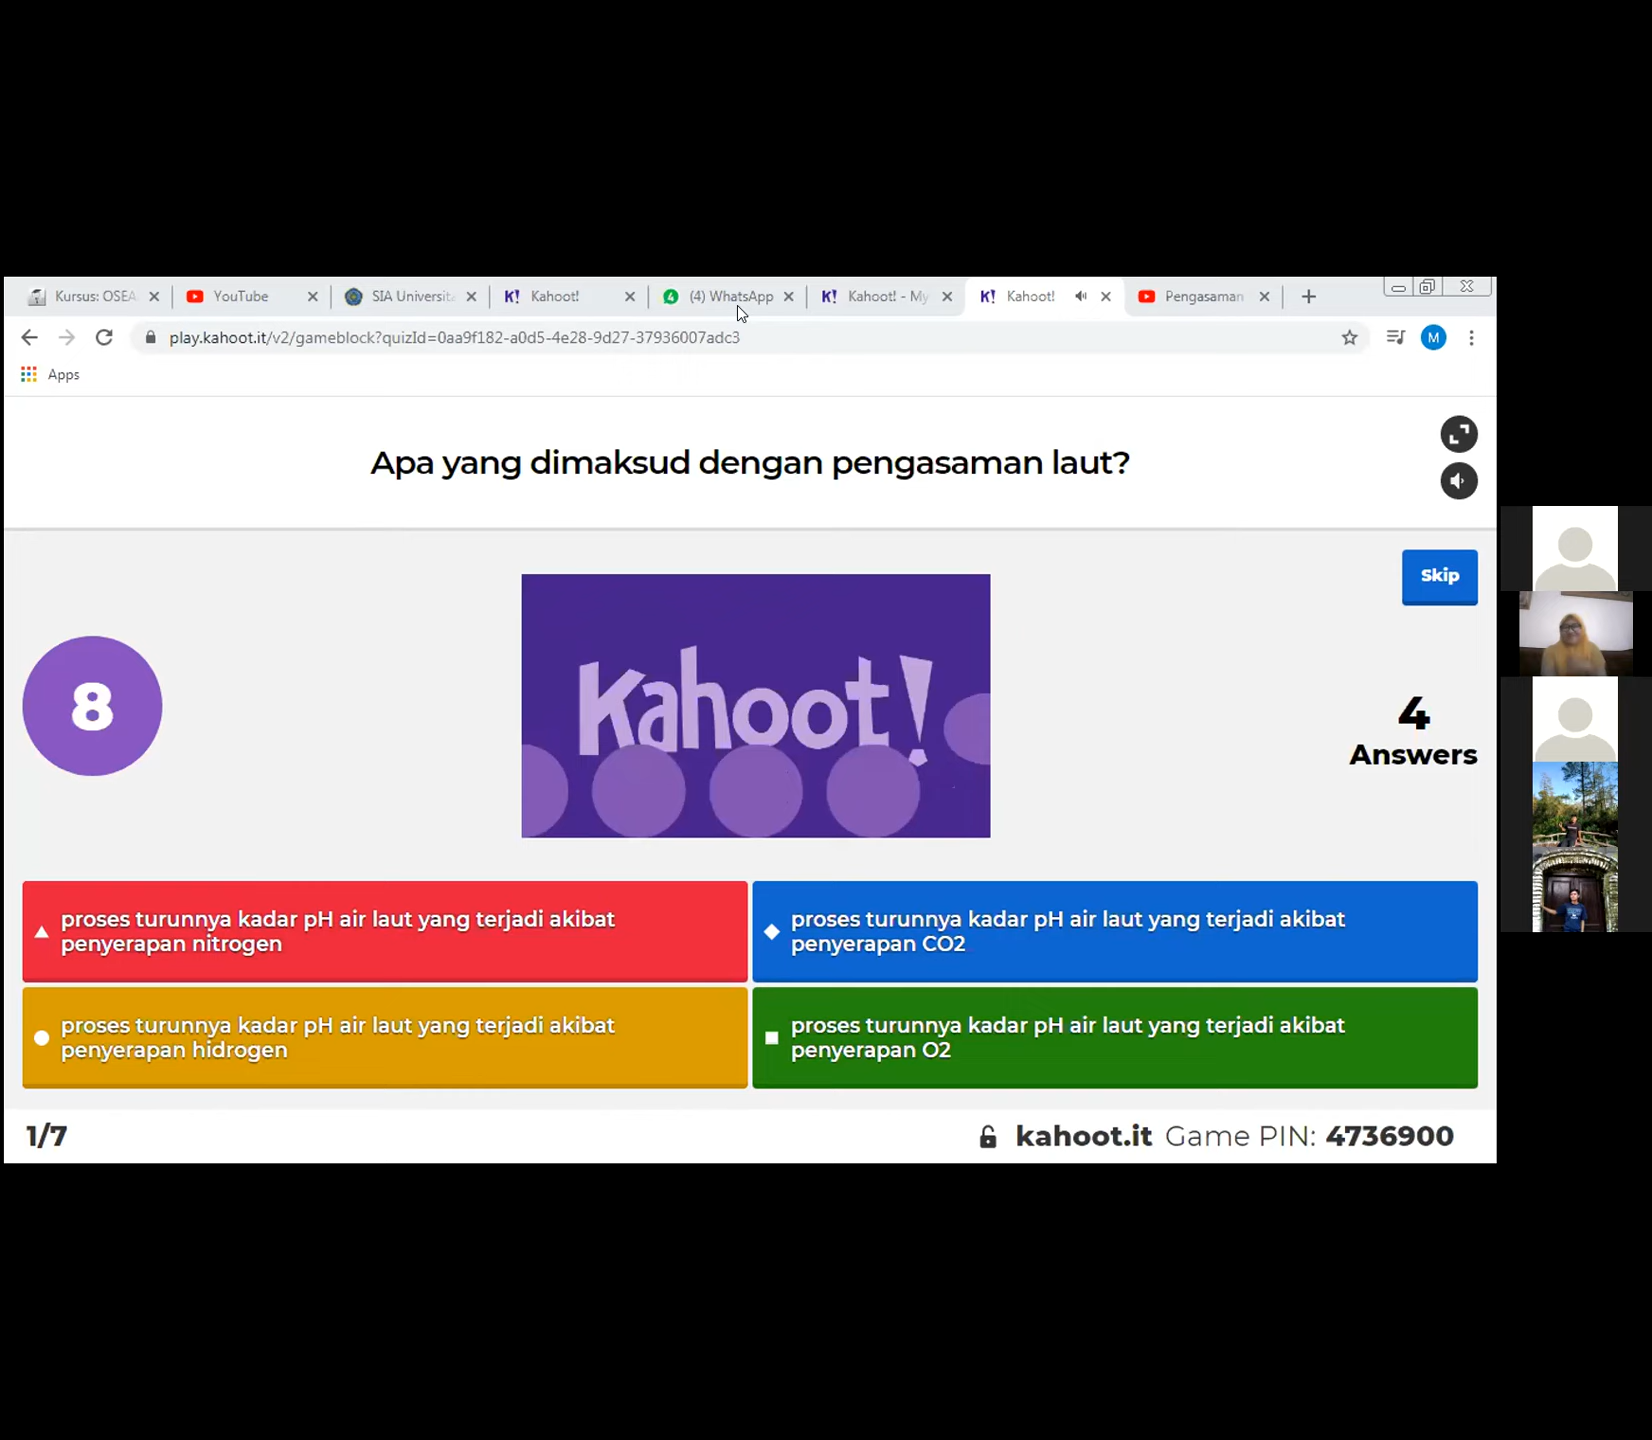 Kursus: OSEA
YouTube
SIA Universita
K! Kahoot!
4 (4) WhatsApp
K! Kahoot! - My
K! Kahoot!
Pengasaman
play.kahoot.it/v2/gameblock?quizId=0aa9f182-a0d5-4e28-9d27-37936007adc3
M
Apps
Apa yang dimaksud dengan pengasaman laut?
Skip
8
Kahoot!
4
Answers
proses turunnya kadar pH air laut yang terjadi akibat
penyerapan nitrogen
proses turunnya kadar pH air laut yang terjadi akibat
penyerapan CO2
proses turunnya kadar pH air laut yang terjadi akibat
penyerapan hidrogen
proses turunnya kadar pH air laut yang terjadi akibat
penyerapan O2
1/7
kahoot.it Game PIN: 4736900